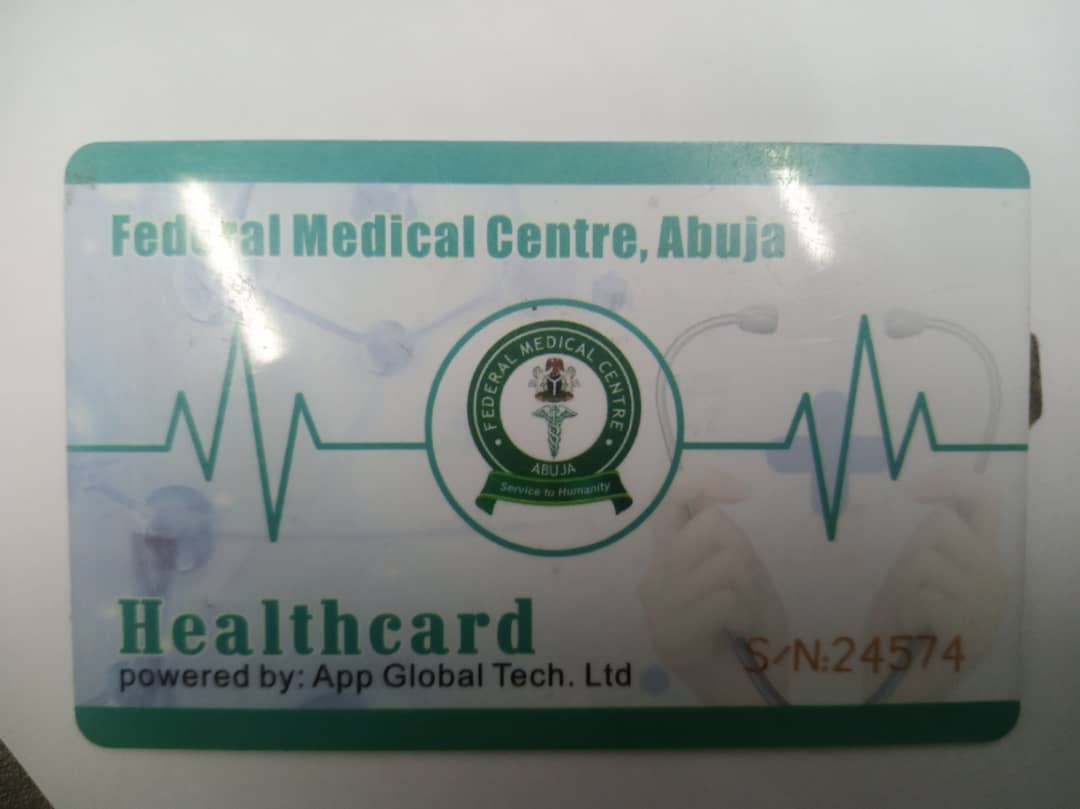 Federal Medical Centre, Abuja
FEDERAL MEDICAL CENTRE
ABUJA
Service to Humanity
Healthcard
powered by: App Global Tech. Ltd
S/N:24574